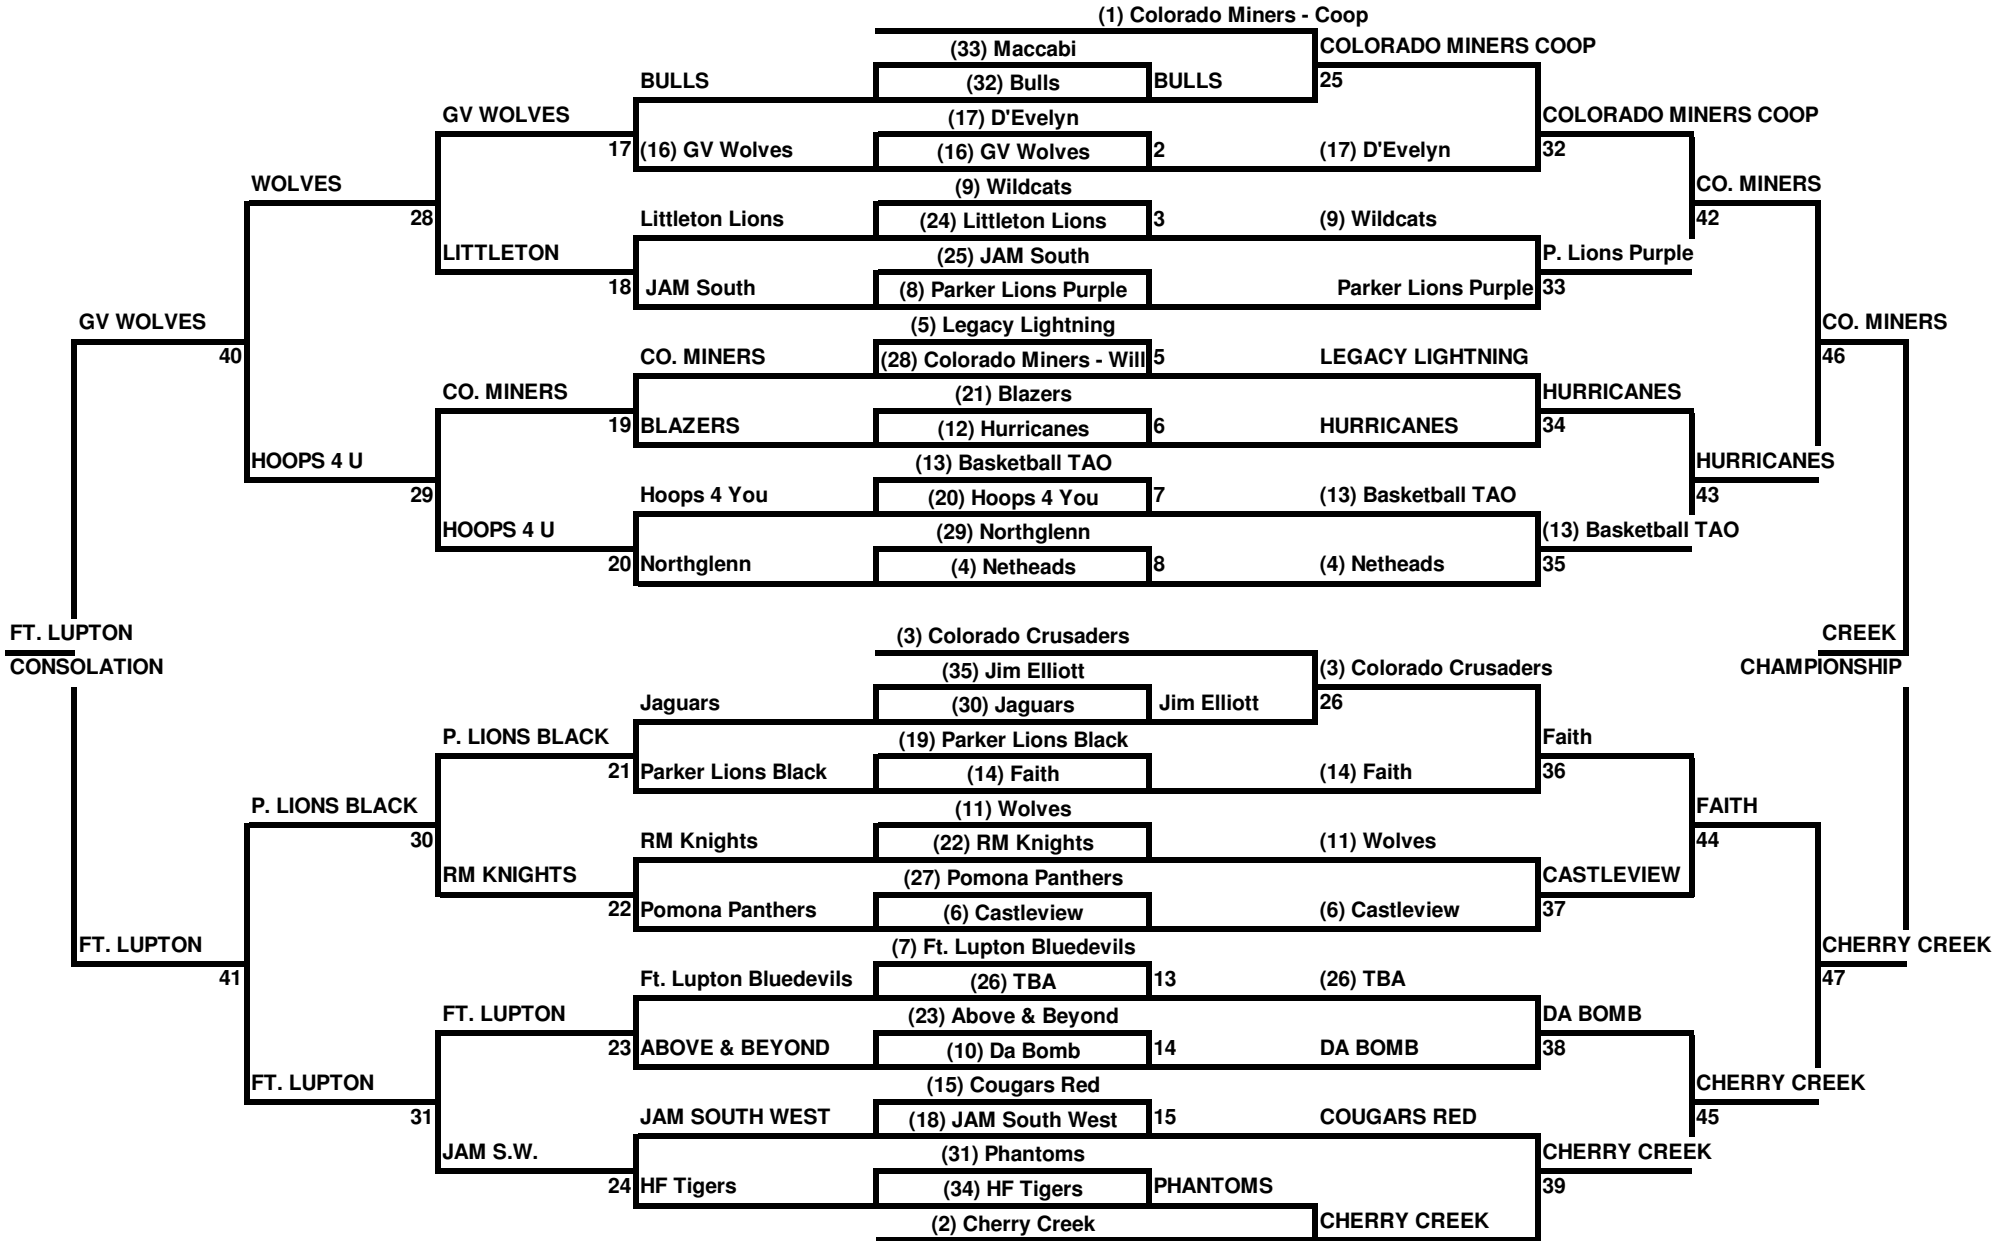 (1) Colorado Miners - Coop
(33) Maccabi
COLORADO MINERS COOP
BULLS
(32) Bulls
BULLS
25
GV WOLVES
(17) D'Evelyn
COLORADO MINERS COOP
17
(16) GV Wolves
(16) GV Wolves
2
(17) D'Evelyn
32
WOLVES
(9) Wildcats
CO. MINERS
28
Littleton Lions
(24) Littleton Lions
3
(9) Wildcats
42
LITTLETON
(25) JAM South
P. Lions Purple
18
JAM South
(8) Parker Lions Purple
Parker Lions Purple
33
GV WOLVES
(5) Legacy Lightning
CO. MINERS
40
CO. MINERS
(28) Colorado Miners - Will
5
LEGACY LIGHTNING
46
CO. MINERS
(21) Blazers
HURRICANES
19
BLAZERS
(12) Hurricanes
6
HURRICANES
34
HOOPS 4 U
(13) Basketball TAO
HURRICANES
29
Hoops 4 You
(20) Hoops 4 You
7
(13) Basketball TAO
43
HOOPS 4 U
(29) Northglenn
(13) Basketball TAO
20
Northglenn
(4) Netheads
8
(4) Netheads
35
FT. LUPTON
(3) Colorado Crusaders
CREEK
CONSOLATION
(35) Jim Elliott
(3) Colorado Crusaders
CHAMPIONSHIP
Jaguars
(30) Jaguars
Jim Elliott
26
P. LIONS BLACK
(19) Parker Lions Black
Faith
21
Parker Lions Black
(14) Faith
(14) Faith
36
P. LIONS BLACK
(11) Wolves
FAITH
30
RM Knights
(22) RM Knights
(11) Wolves
44
RM KNIGHTS
(27) Pomona Panthers
CASTLEVIEW
22
Pomona Panthers
(6) Castleview
(6) Castleview
37
FT. LUPTON
(7) Ft. Lupton Bluedevils
CHERRY CREEK
41
Ft. Lupton Bluedevils
(26) TBA
13
(26) TBA
47
FT. LUPTON
(23) Above & Beyond
DA BOMB
23
ABOVE & BEYOND
(10) Da Bomb
14
DA BOMB
38
FT. LUPTON
(15) Cougars Red
CHERRY CREEK
31
JAM SOUTH WEST
(18) JAM South West
15
COUGARS RED
45
JAM S.W.
(31) Phantoms
CHERRY CREEK
24
HF Tigers
(34) HF Tigers
PHANTOMS
39
(2) Cherry Creek
CHERRY CREEK